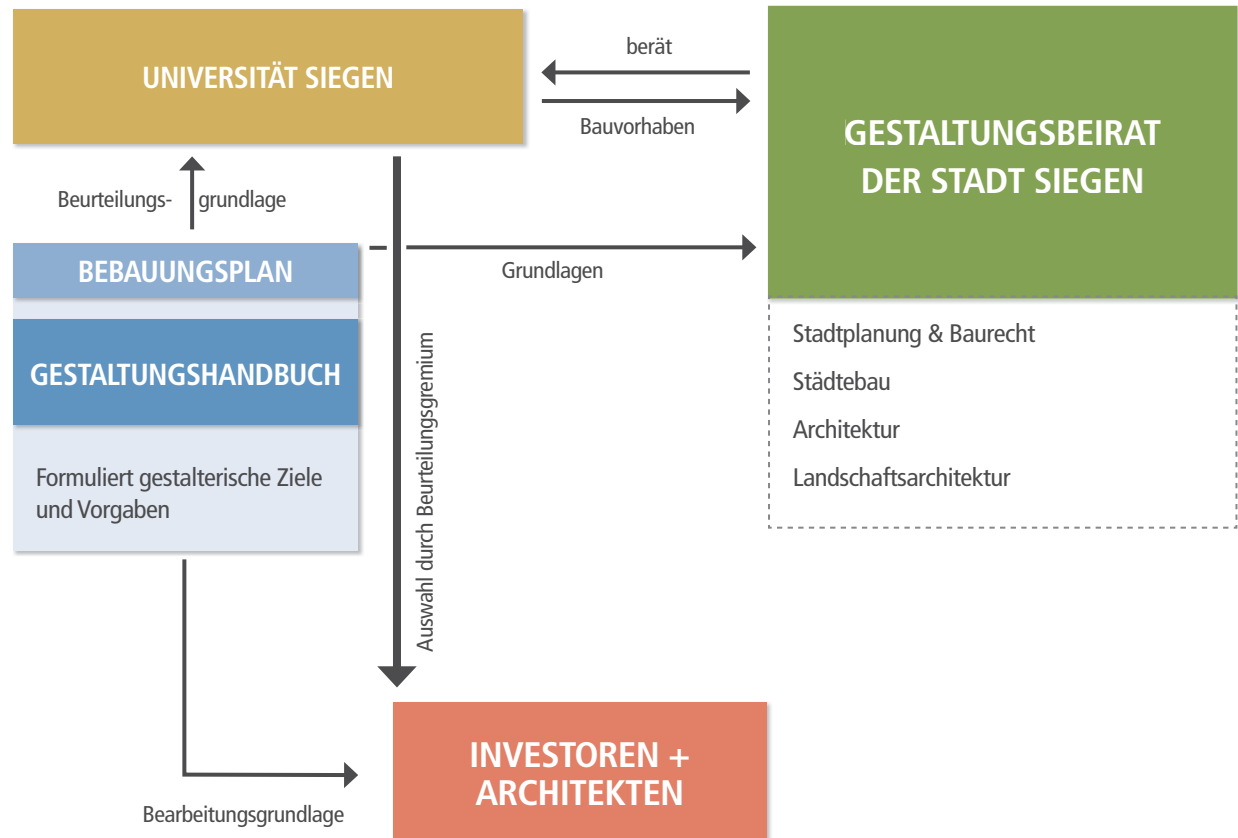 UNIVERSITÄT SIEGEN
berät
Bauvorhaben
GESTALTUNGSBEIRAT
DER STADT SIEGEN
Beurteilungs- grundlage
BEBAUUNGSPLAN
Grundlagen
GESTALTUNGSHANDBUCH
Formuliert gestalterische Ziele
und Vorgaben
Auswahl durch Beurteilungsgremium
Stadtplanung & Baurecht
Städtebau
Architektur
Landschaftsarchitektur
INVESTOREN +
ARCHITEKTEN
Bearbeitungsgrundlage